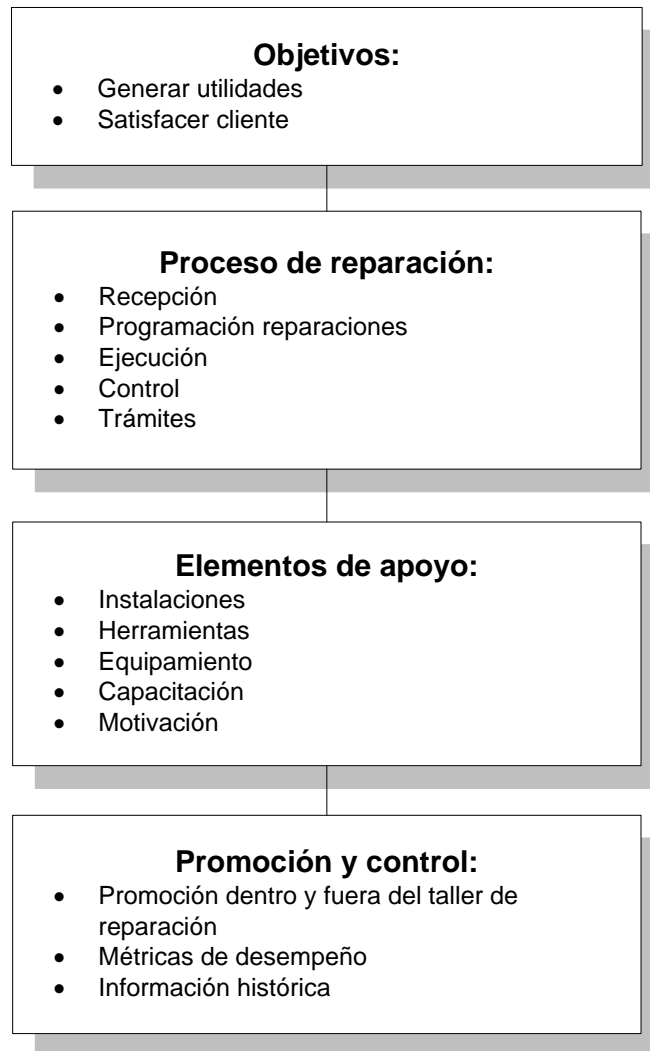 Objetivos:
• Generar utilidades
• Satisfacer cliente
Proceso de reparación:
• Recepción
• Programación reparaciones
• Ejecución
• Control
• Trámites
Elementos de apoyo:
• Instalaciones
• Herramientas
• Equipamiento
• Capacitación
• Motivación
Promoción y control:
• Promoción dentro y fuera del taller de
reparación
• Métricas de desempeño
• Información histórica